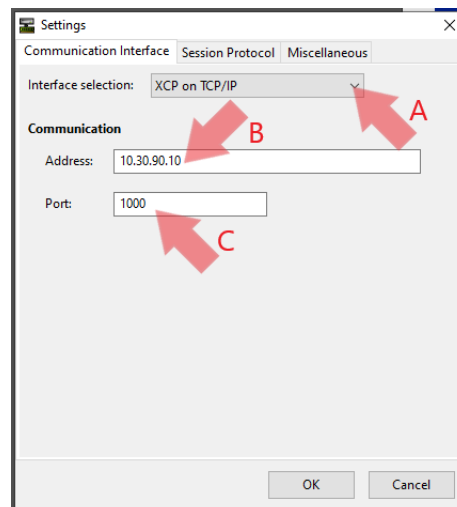 Settings
Communication Interface Session Protocol Miscellaneous
Interface selection: XCP on TCP/IP
A
Communication
B
Address: 10.30.90.10
Port: 1000
C
OK Cancel